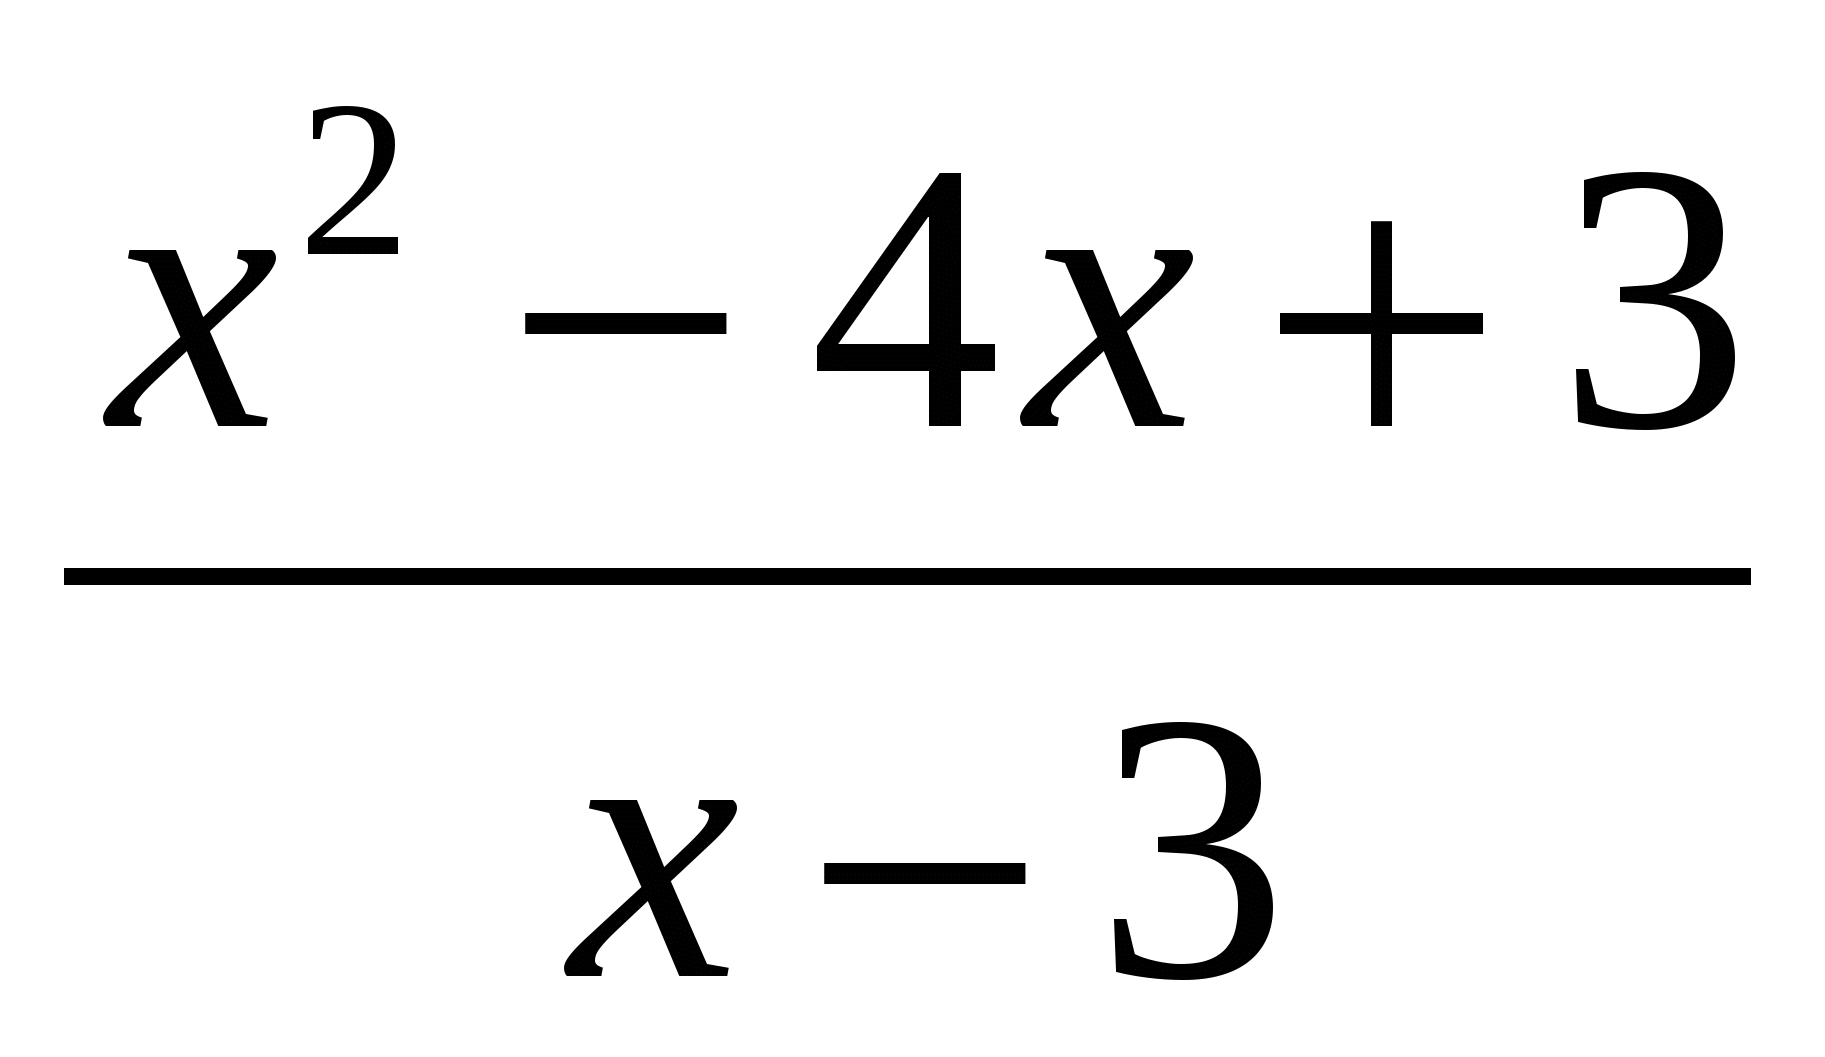 x² − 4x + 3
x − 3